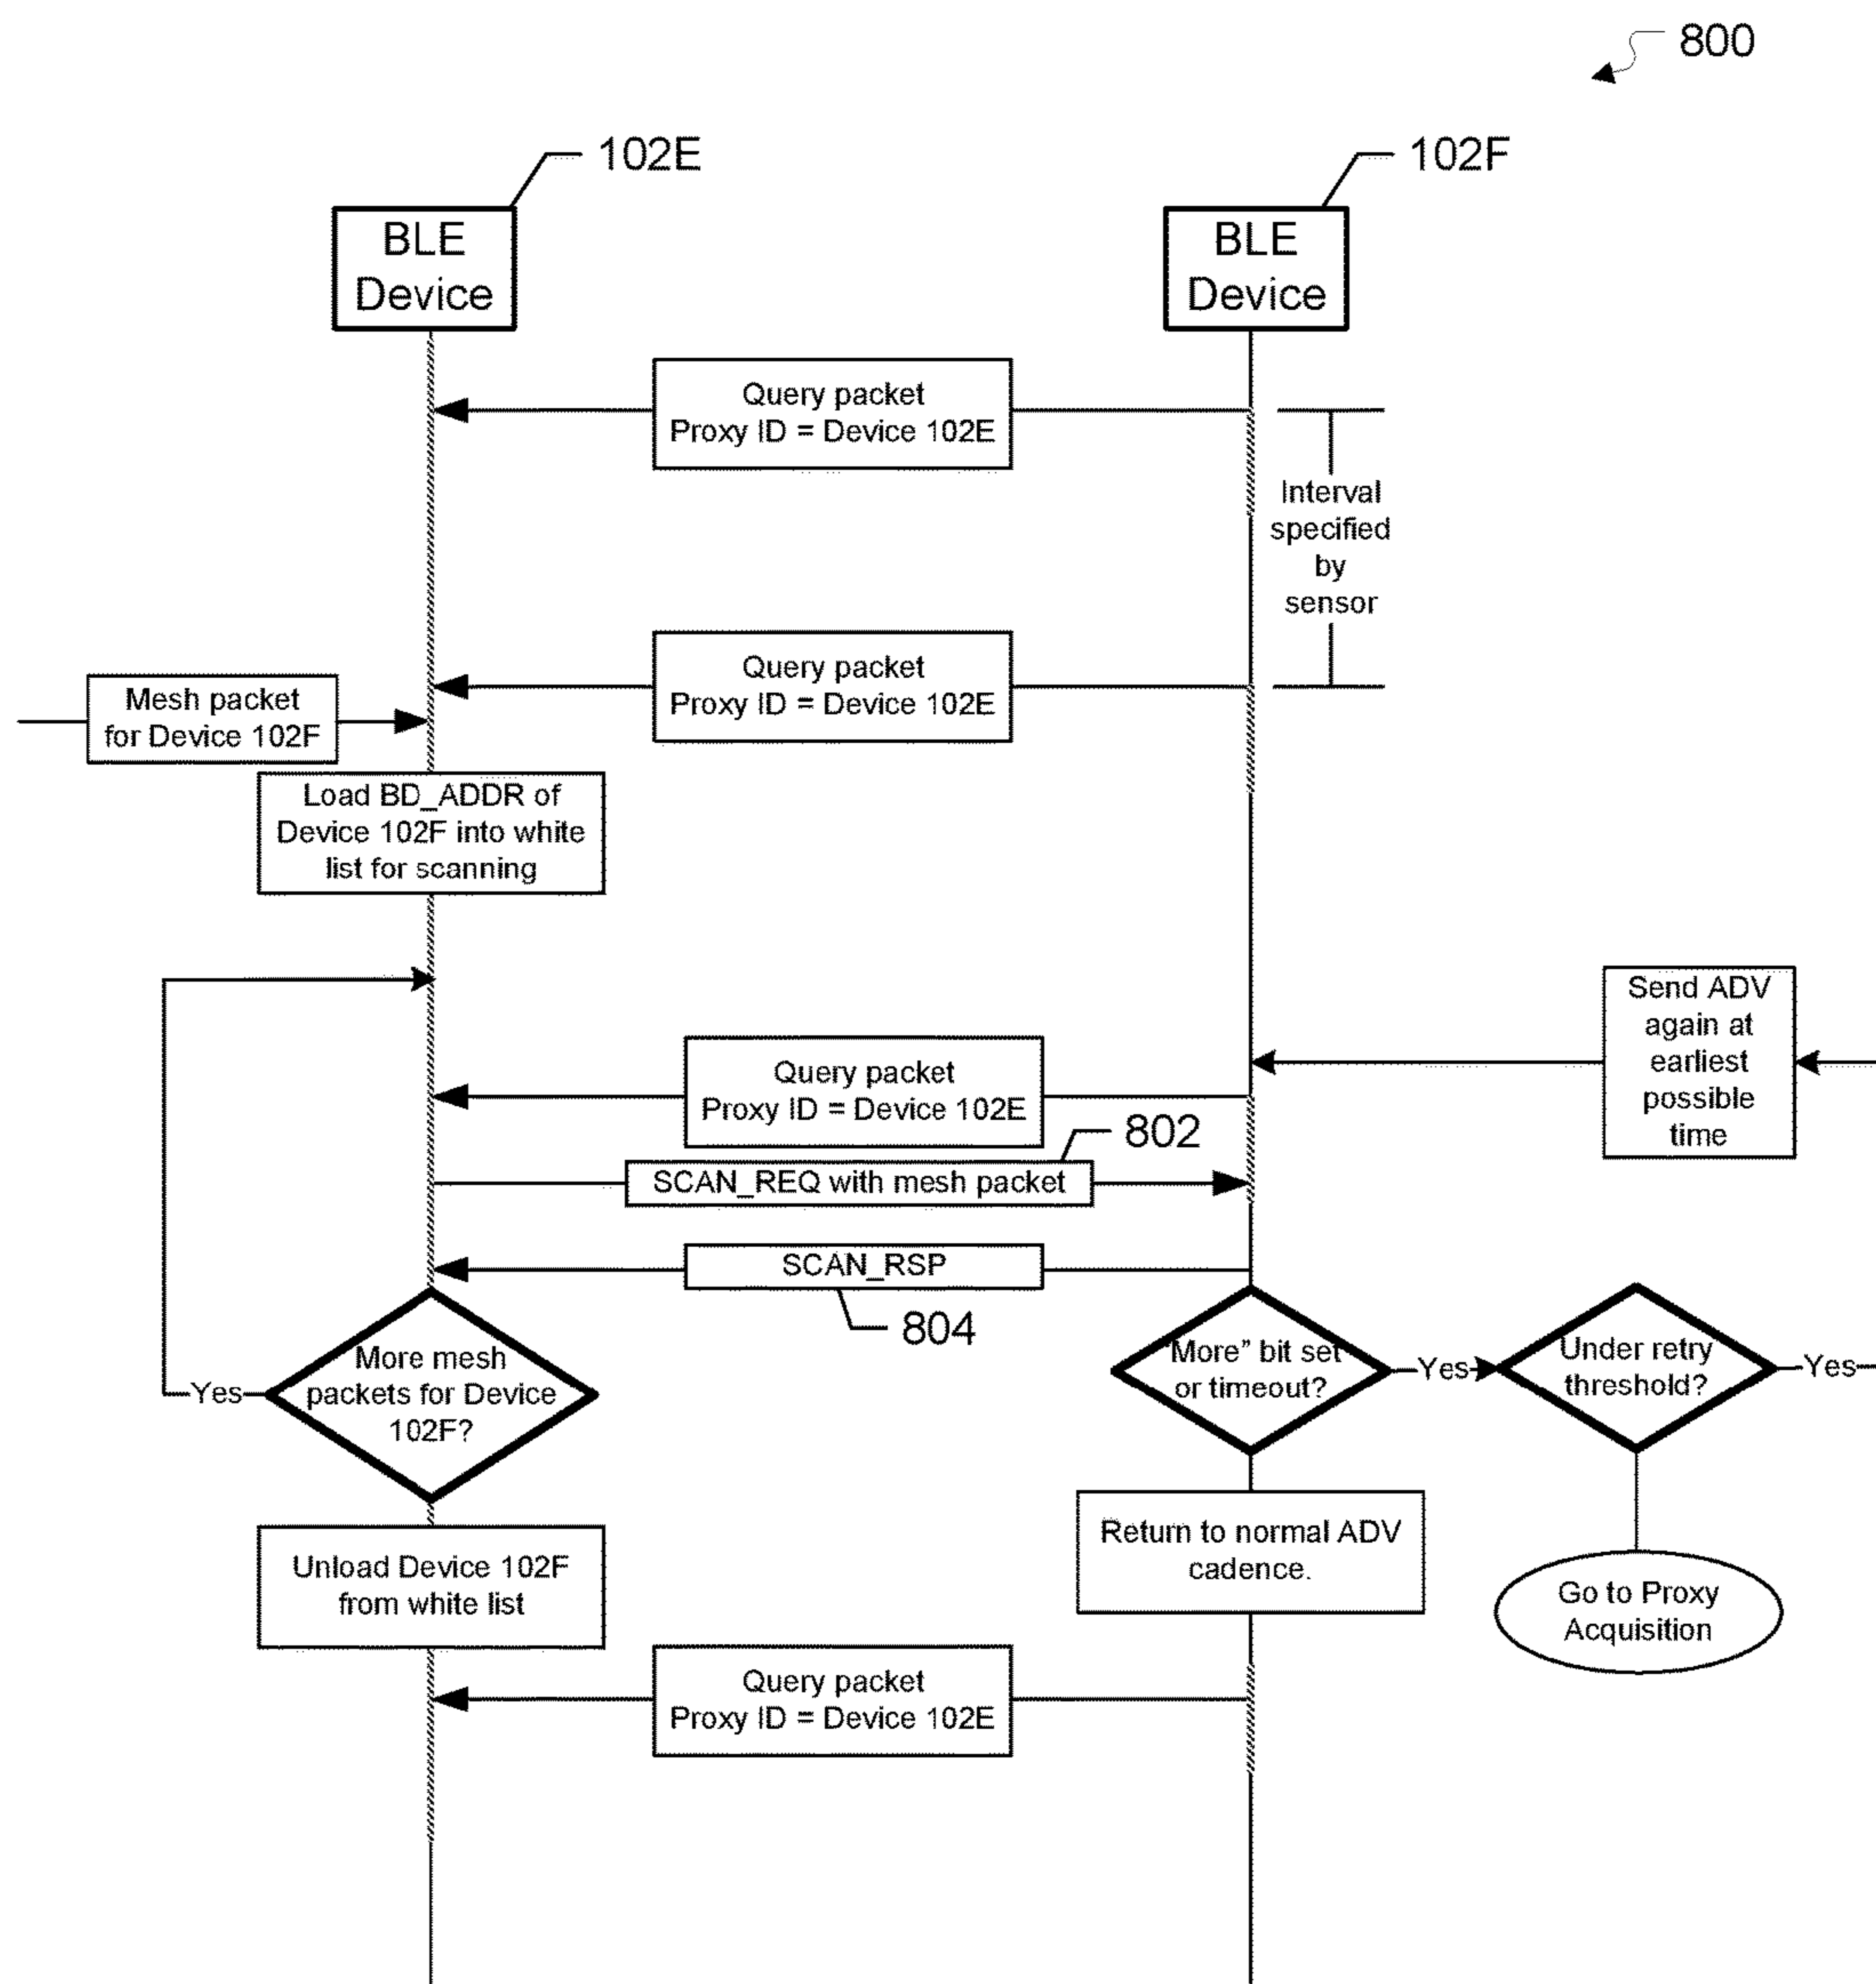 800
102E
102F
BLE
Device
BLE
Device
Query packet
Proxy ID = Device 102E
Interval
specified
by
sensor
Query packet
Proxy ID = Device 102E
Mesh packet
for Device 102F
Load BD_ADDR of
Device 102F into white
list for scanning
Send ADV
again at
earliest
possible
time
Query packet
Proxy ID = Device 102E
802
SCAN_REQ with mesh packet
SCAN_RSP
804
More mesh
packets for Device
102F?
Yes
"More” bit set
or timeout?
Yes
Under retry
threshold?
Yes
Unload Device 102F
from white list
Return to normal ADV
cadence.
Go to Proxy
Acquisition
Query packet
Proxy ID = Device 102E